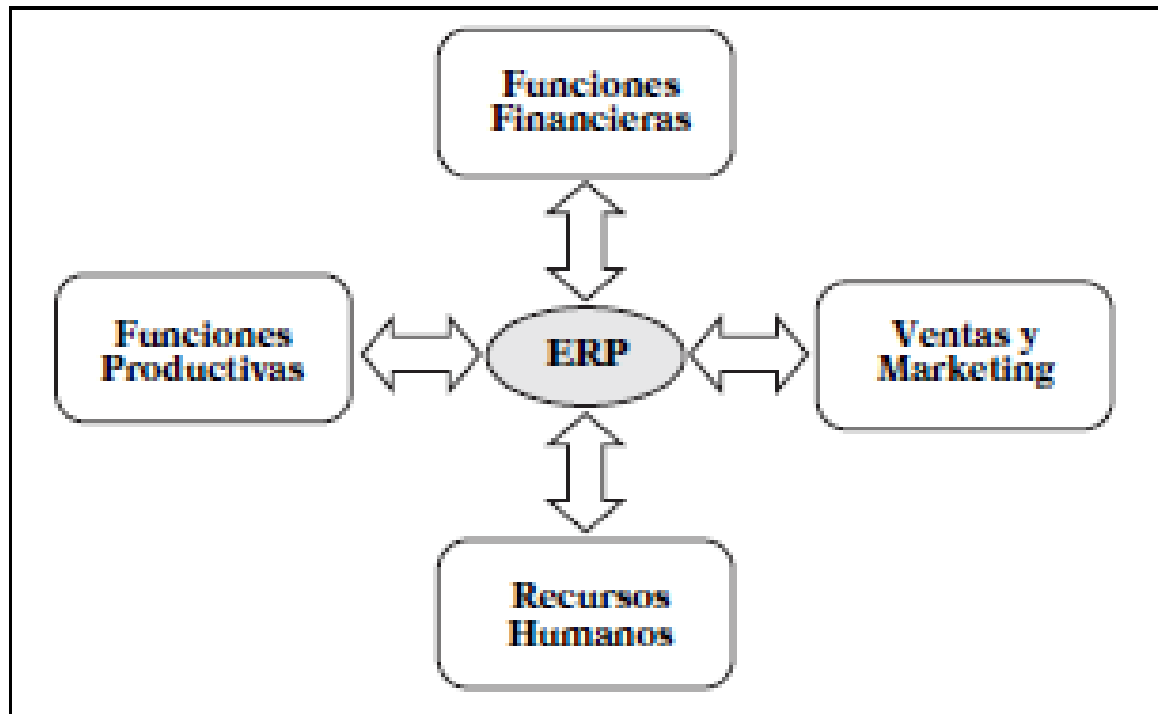 Funciones
Financieras
Funciones
Productivas
ERP
Ventas y
Marketing
Recursos
Humanos